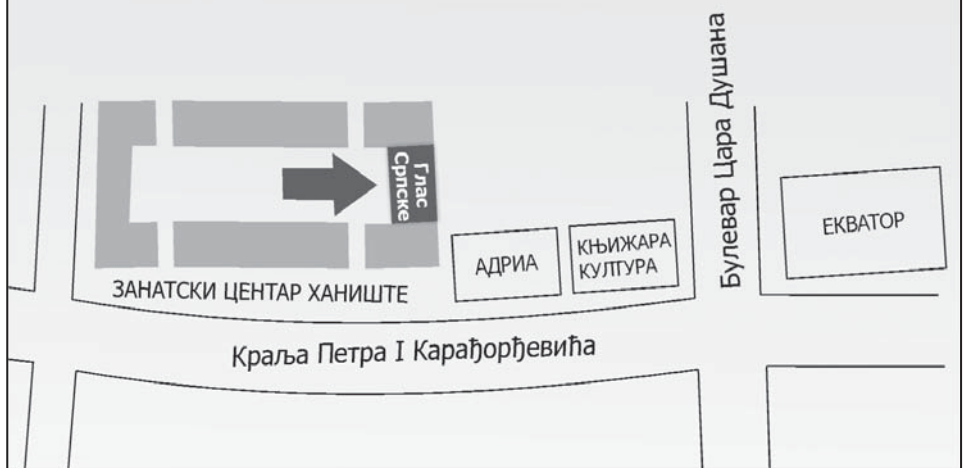 Булевар Цара Душана
Глас
Српске
ЕКВАТОР
АДРИА
КЊИЖАРА
КУЛТУРА
ЗАНАТСКИ ЦЕНТАР ХАНИШТЕ
Краља Петра I Карађорђевића